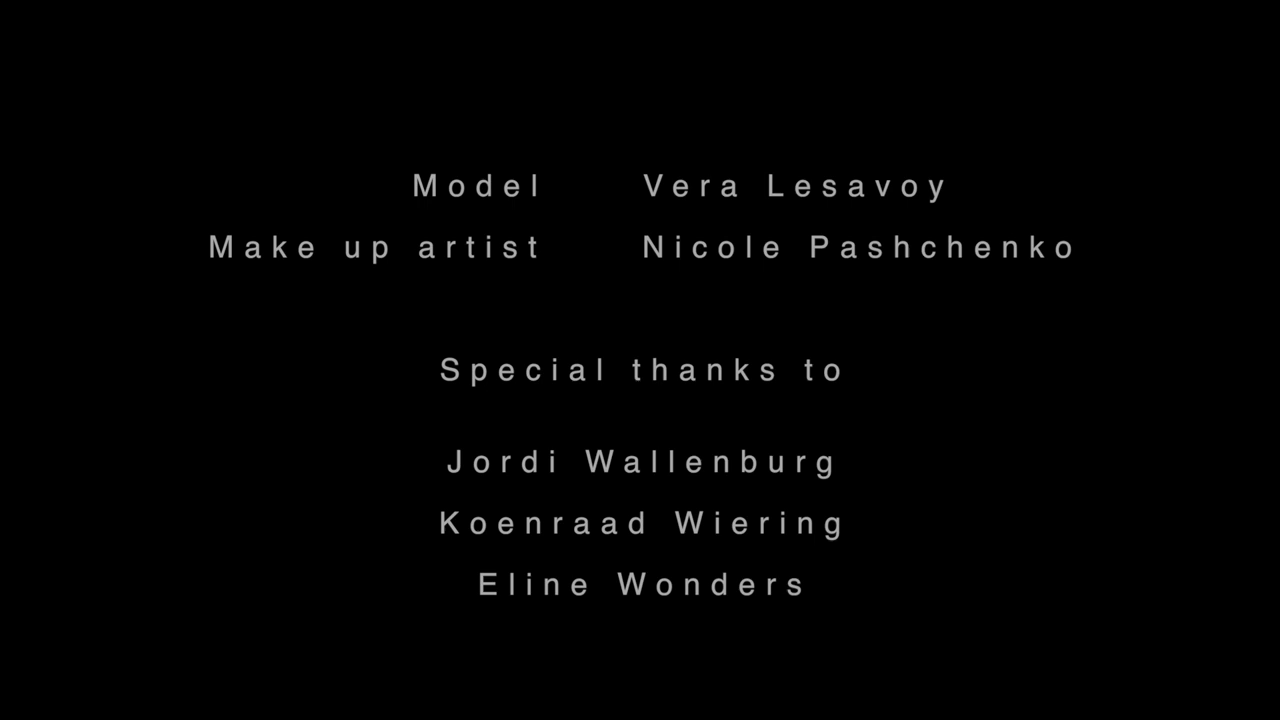 Model Vera Lesavoy
Make up artist Nicole Pashchenko
Special thanks to
Jordi Wallenburg
Koenraad Wiering
Eline Wonders